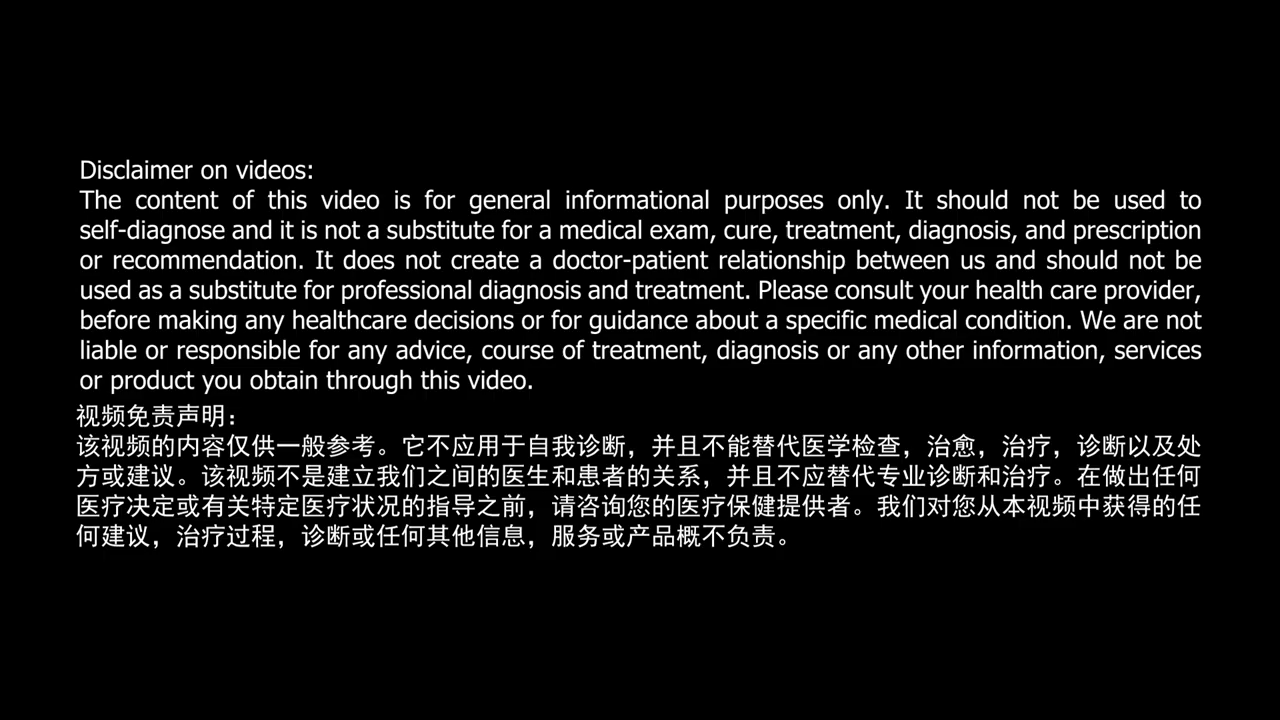 Disclaimer on videos:
The content of this video is for general informational purposes only. It should not be used to
self-diagnose and it is not a substitute for a medical exam, cure, treatment, diagnosis, and prescription
or recommendation. It does not create a doctor-patient relationship between us and should not be
used as a substitute for professional diagnosis and treatment. Please consult your health care provider,
before making any healthcare decisions or for guidance about a specific medical condition. We are not
liable or responsible for any advice, course of treatment, diagnosis or any other information, services
or product you obtain through this video.
视频免责声明：
该视频的内容仅供一般参考。它不应用于自我诊断，并且不能替代医学检查，治愈，治疗，诊断以及处
方或建议。该视频不是建立我们之间的医生和患者的关系，并且不应替代专业诊断和治疗。在做出任何
医疗决定或有关特定医疗状况的指导之前，请咨询您的医疗保健提供者。我们对您从本视频中获得的任
何建议，治疗过程，诊断或任何其他信息，服务或产品概不负责。